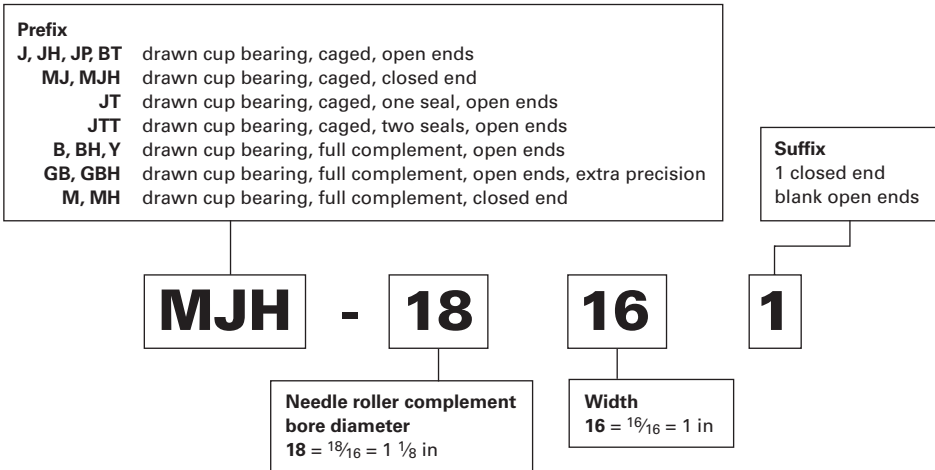 Prefix
J, JH, JP, BT drawn cup bearing, caged, open ends
MJ, MJH drawn cup bearing, caged, closed end
JT drawn cup bearing, caged, one seal, open ends
JTT drawn cup bearing, caged, two seals, open ends
B, BH, Y drawn cup bearing, full complement, open ends
GB, GBH drawn cup bearing, full complement, open ends, extra precision
M, MH drawn cup bearing, full complement, closed end
Suffix
1 closed end
blank open ends
MJH - 18 16 1
Needle roller complement
bore diameter
18 = 18⁄16 = 1 1⁄8 in
Width
16 = 16⁄16 = 1 in